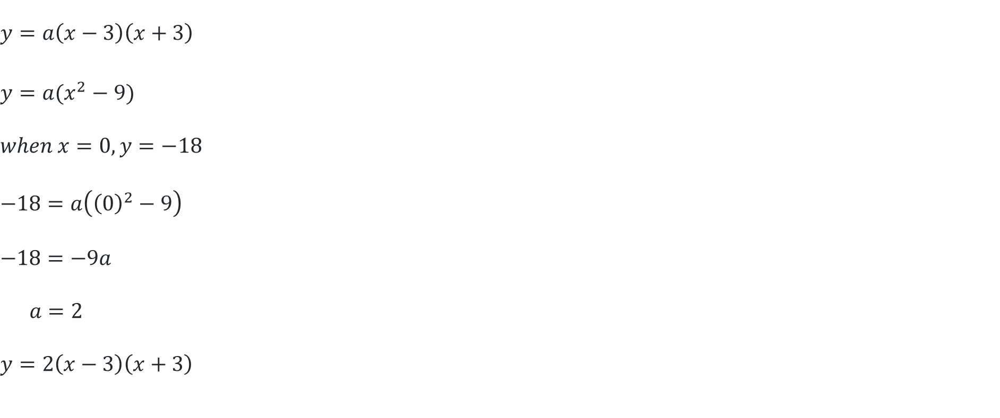 y = a(x − 3)(x + 3)
y = a(x² − 9)
when x = 0, y = −18
−18 = a((0)² − 9)
−18 = −9a
a = 2
y = 2(x − 3)(x + 3)